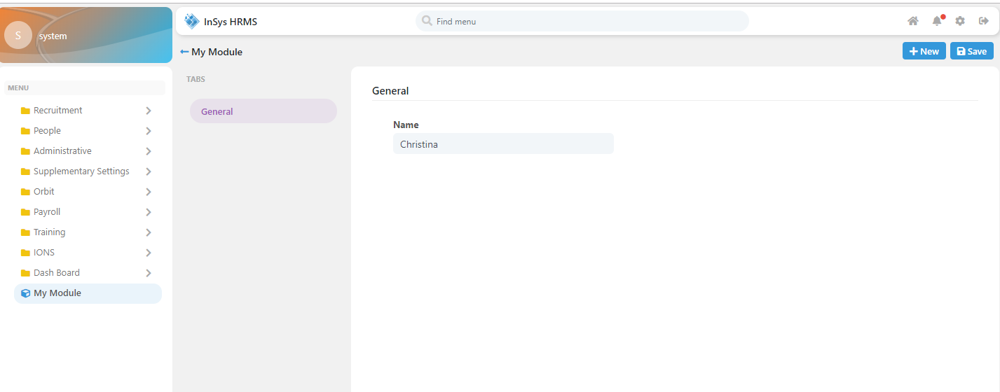 S
system
InSys HRMS
Find menu
My Module
New
Save
MENU
Recruitment
People
Administrative
Supplementary Settings
Orbit
Payroll
Training
IONS
Dash Board
My Module
TABS
General
General
Name
Christina